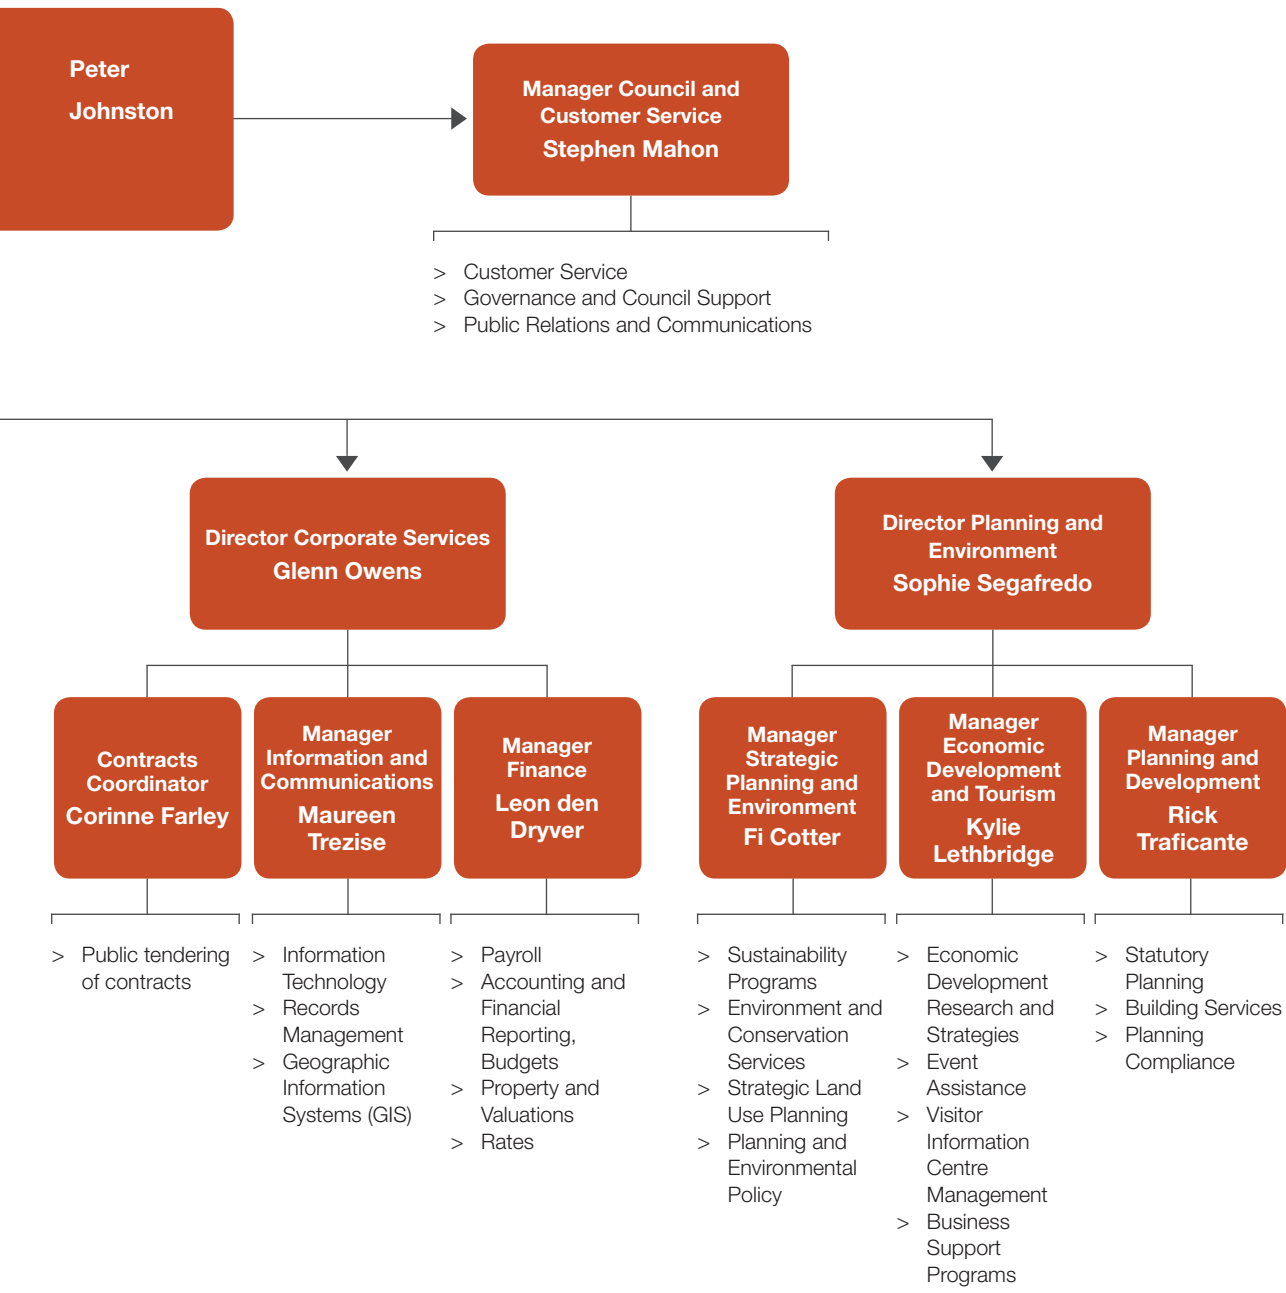 Peter
Johnston
Manager Council and
Customer Service
Stephen Mahon
> Customer Service
> Governance and Council Support
> Public Relations and Communications
Director Corporate Services
Glenn Owens
Director Planning and
Environment
Sophie Segafredo
Contracts
Coordinator
Corinne Farley
Manager
Information and
Communications
Maureen
Trezise
Manager
Finance
Leon den
Dryver
Manager
Strategic
Planning and
Environment
Fi Cotter
Manager
Economic
Development
and Tourism
Kylie
Lethbridge
Manager
Planning and
Development
Rick
Traficante
> Public tendering
of contracts
> Information
Technology
> Records
Management
> Geographic
Information
Systems (GIS)
> Payroll
> Accounting and
Financial
Reporting,
Budgets
> Property and
Valuations
> Rates
> Sustainability
Programs
> Environment and
Conservation
Services
> Strategic Land
Use Planning
> Planning and
Environmental
Policy
> Economic
Development
Research and
Strategies
> Event
Assistance
> Visitor
Information
Centre
Management
> Business
Support
Programs
> Statutory
Planning
> Building Services
> Planning
Compliance